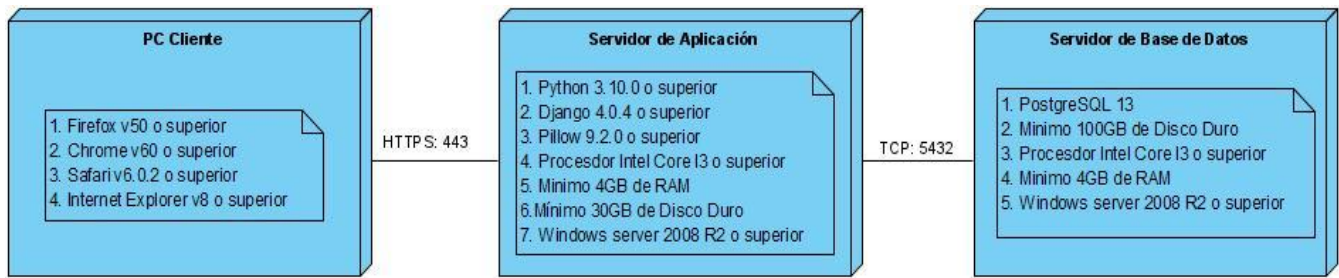 PC Cliente
1. Firefox v50 o superior
2. Chrome v60 o superior
3. Safari v6.0.2 o superior
4. Internet Explorer v8 o superior
HTTPS: 443
Servidor de Aplicación
1. Python 3.10.0 o superior
2. Django 4.0.4 o superior
3. Pillow 9.2.0 o superior
4. Procesdor Intel Core I3 o superior
5. Minimo 4GB de RAM
6.Mínimo 30GB de Disco Duro
7. Windows server 2008 R2 o superior
TCP: 5432
Servidor de Base de Datos
1. PostgreSQL 13
2. Minimo 100GB de Disco Duro
3. Procesdor Intel Core I3 o superior
4. Minimo 4GB de RAM
5. Windows server 2008 R2 o superior